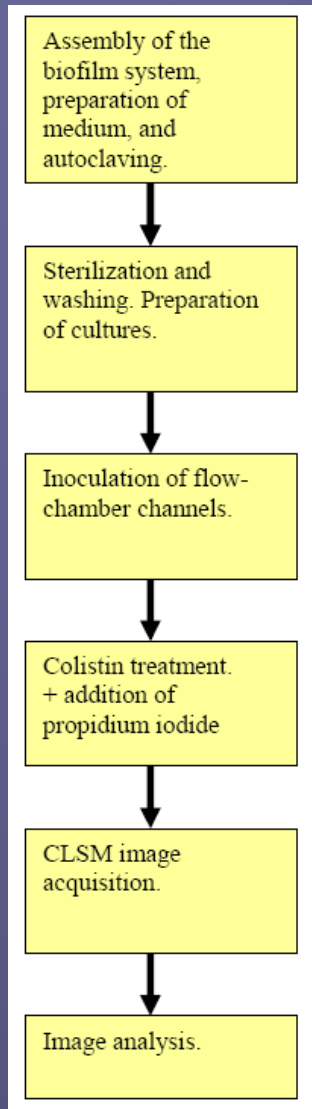 Assembly of the
biofilm system,
preparation of
medium, and
autoclaving.
Sterilization and
washing. Preparation
of cultures.
Inoculation of flow-
chamber channels.
Colistin treatment.
+ addition of
propidium iodide
CLSM image
acquisition.
Image analysis.